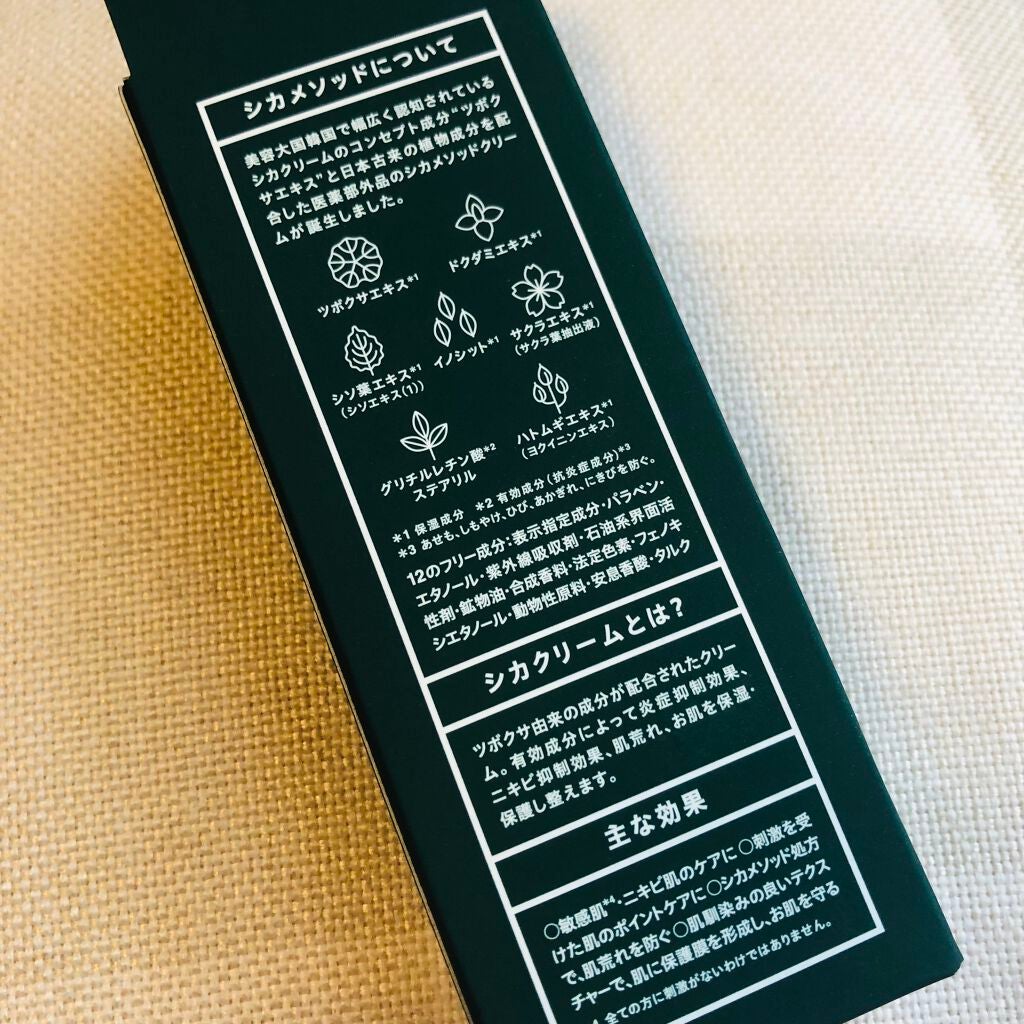 シカメソッドについて
美容大国韓国で幅広く認知されている
シカクリームのコンセプト成分"ツボク
サエキス"と日本古来の植物成分を配
合した医薬部外品のシカメソッドクリー
ムが誕生しました。
ツボクサエキス*1
ドクダミエキス*1
シソ葉エキス*1
(シソエキス(1))
イノシット*1
サクラエキス*1
(サクラ葉抽出液)
グリチルレチン酸*2
ステアリル
ハトムギエキス*1
(ヨクイニンエキス)
*1 保湿成分 *2 有効成分(抗炎症成分)*3
*3 あせも、しもやけ、ひび、あかぎれ、にきびを防ぐ。
12のフリー成分:表示指定成分・パラベン・
エタノール・紫外線吸収剤・石油系界面活
性剤・鉱物油・合成香料・法定色素・フェノキ
シエタノール・動物性原料・安息香酸・タルク
シカクリームとは?
ツボクサ由来の成分が配合されたクリー
ム。有効成分によって炎症抑制効果、
ニキビ抑制効果、肌荒れ、お肌を保湿・
保護し整えます。
主な効果
○敏感肌*4・ニキビ肌のケアに○刺激を受
けた肌のポイントケアに○シカメソッド処方
で、肌荒れを防ぐ○肌馴染みの良いテクス
チャーで、肌に保護膜を形成し、お肌を守る
4 全ての方に刺激がないわけではありません。